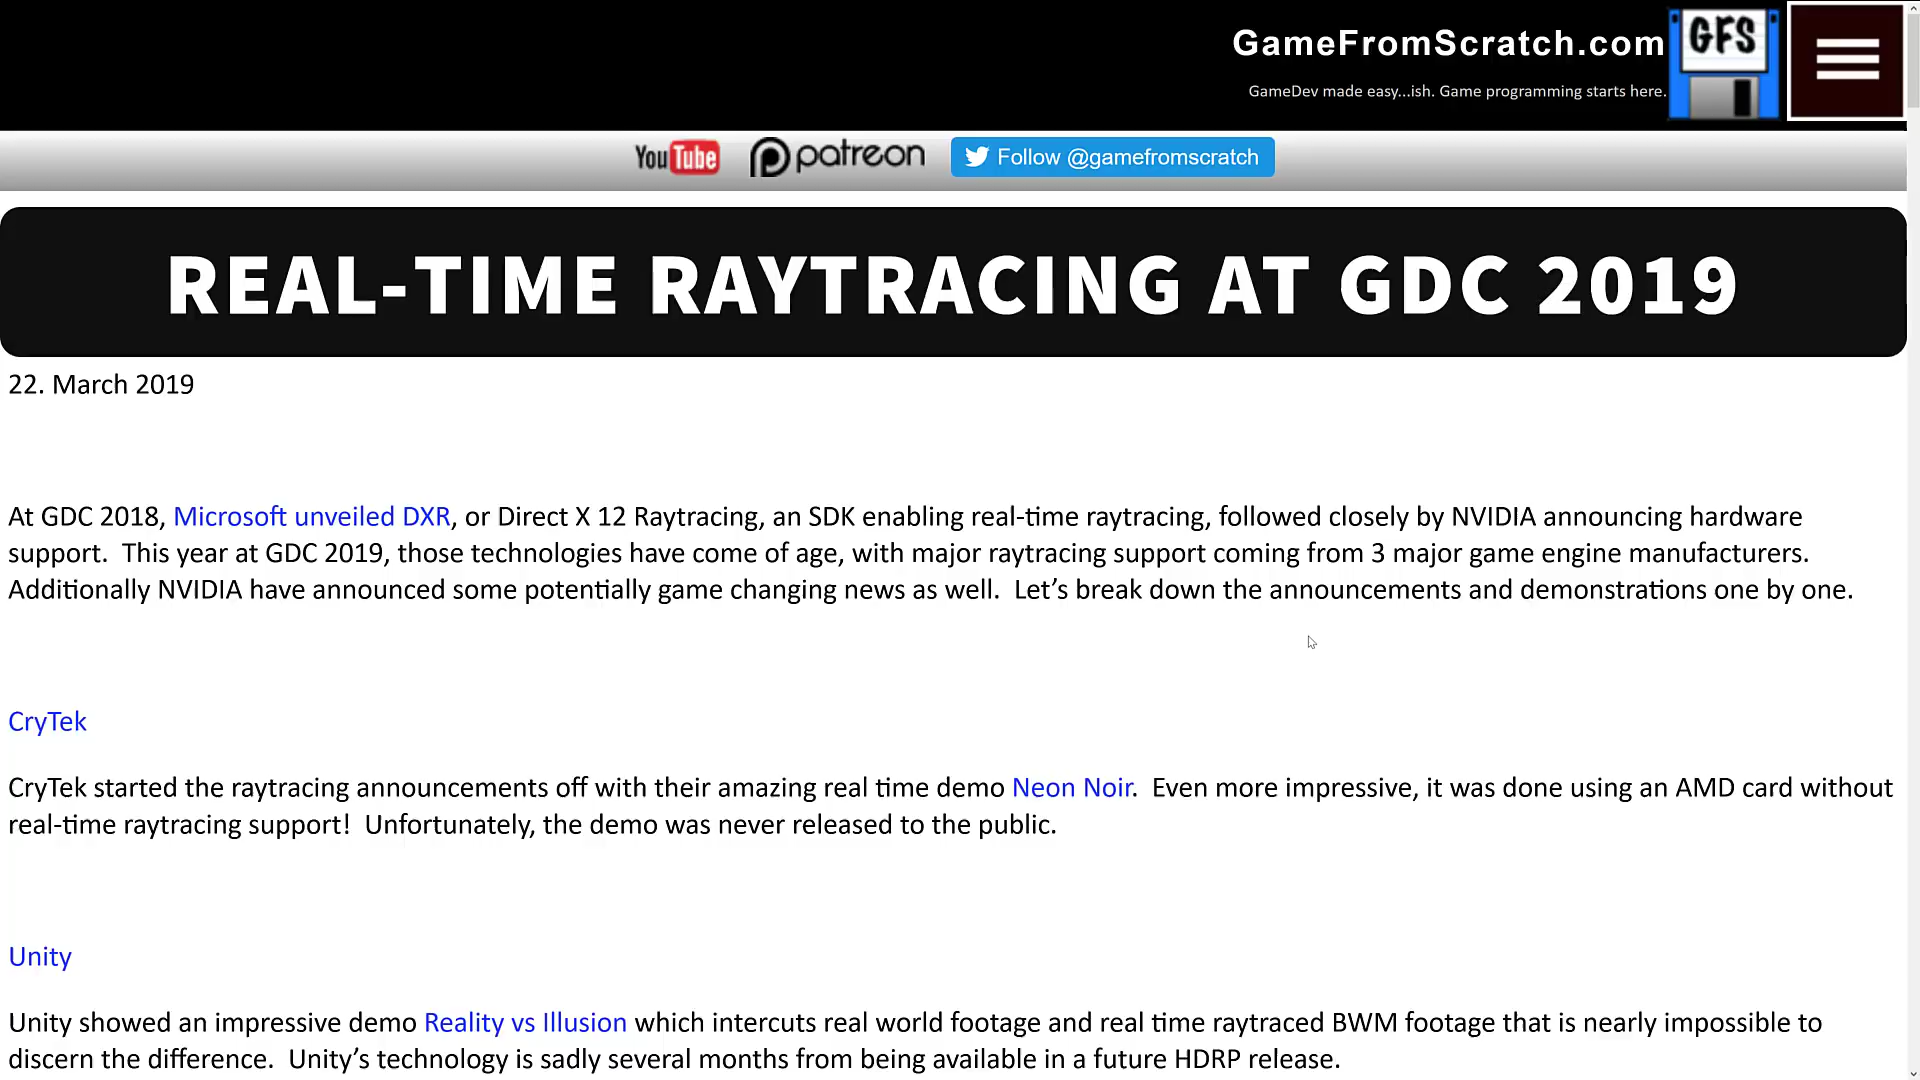 GameFromScratch.com
GFS
GameDev made easy...ish. Game programming starts here.
YouTube
patreon
Follow @gamefromscratch
REAL-TIME RAYTRACING AT GDC 2019
22. March 2019
At GDC 2018, Microsoft unveiled DXR, or Direct X 12 Raytracing, an SDK enabling real-time raytracing, followed closely by NVIDIA announcing hardware
support.  This year at GDC 2019, those technologies have come of age, with major raytracing support coming from 3 major game engine manufacturers.
Additionally NVIDIA have announced some potentially game changing news as well.  Let’s break down the announcements and demonstrations one by one.
CryTek
CryTek started the raytracing announcements off with their amazing real time demo Neon Noir.  Even more impressive, it was done using an AMD card without
real-time raytracing support!  Unfortunately, the demo was never released to the public.
Unity
Unity showed an impressive demo Reality vs Illusion which intercuts real world footage and real time raytraced BWM footage that is nearly impossible to
discern the difference.  Unity’s technology is sadly several months from being available in a future HDRP release.